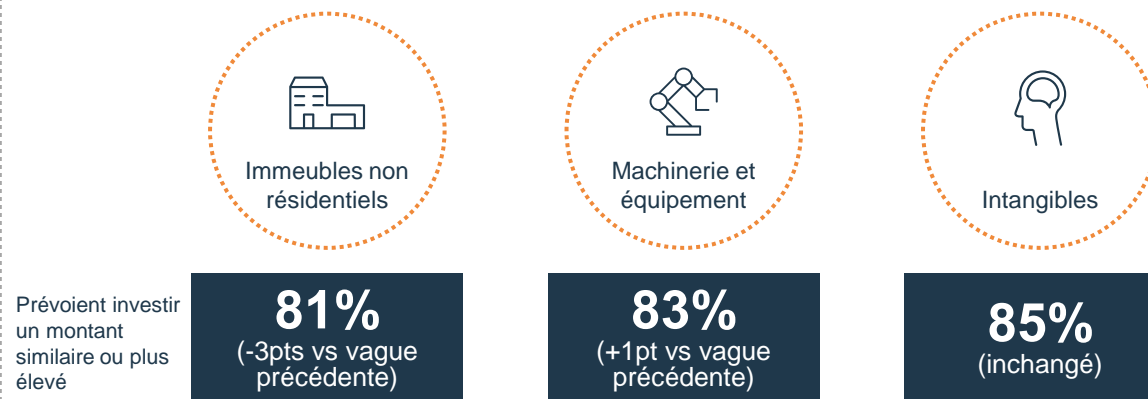 Immeubles non
résidentiels
Machinerie et
équipement
Intangibles
Prévoient investir
un montant
similaire ou plus
élevé
81%
(-3pts vs vague
précédente)
83%
(+1pt vs vague
précédente)
85%
(inchangé)